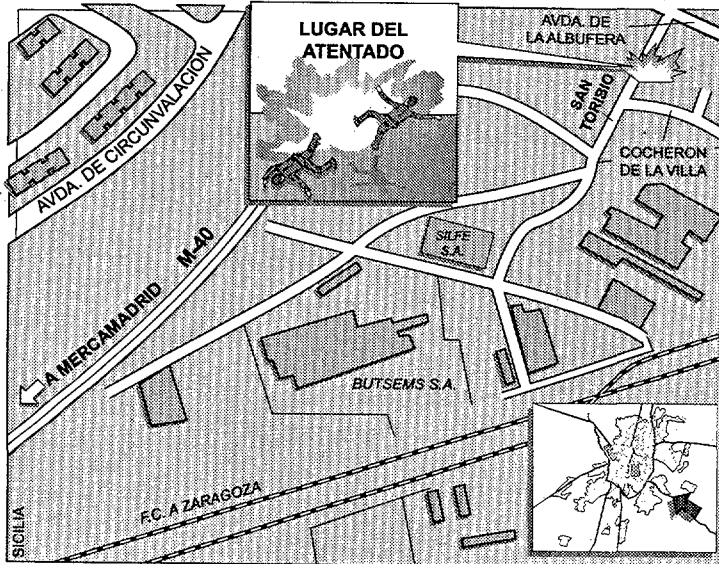 LUGAR DEL
ATENTADO
AVDA. DE
LA ALBUFERA
SAN
TORIBIO
COCHERON
DE LA VILLA
AVDA. DE CIRCUNVALACIÓN
M-40
A MERCAMADRID
SILFE
S.A.
BUTSEMS S.A.
F.C. A ZARAGOZA
SICILIA